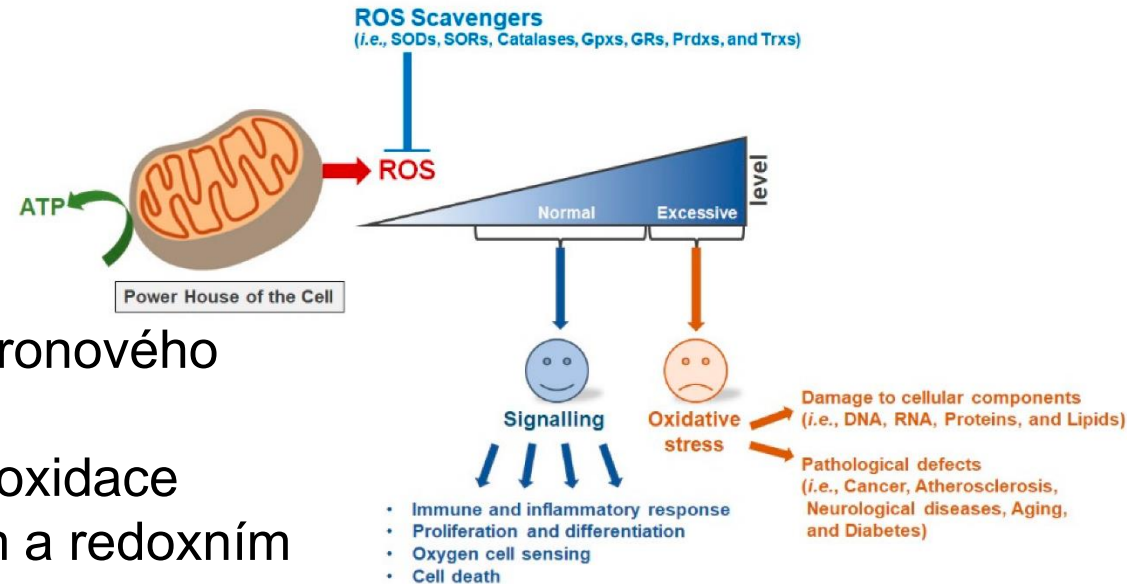 ROS Scavengers
(i.e., SODs, SORs, Catalases, Gpxs, GRs, Prdxs, and Trxs)
ROS
ATP
level
Normal
Excessive
Power House of the Cell
ronového
oxidace
a redoxním
Signalling
Oxidative
stress
Damage to cellular components
(i.e., DNA, RNA, Proteins, and Lipids)
Pathological defects
(i.e., Cancer, Atherosclerosis,
Neurological diseases, Aging,
and Diabetes)
• Immune and inflammatory response
• Proliferation and differentiation
• Oxygen cell sensing
• Cell death